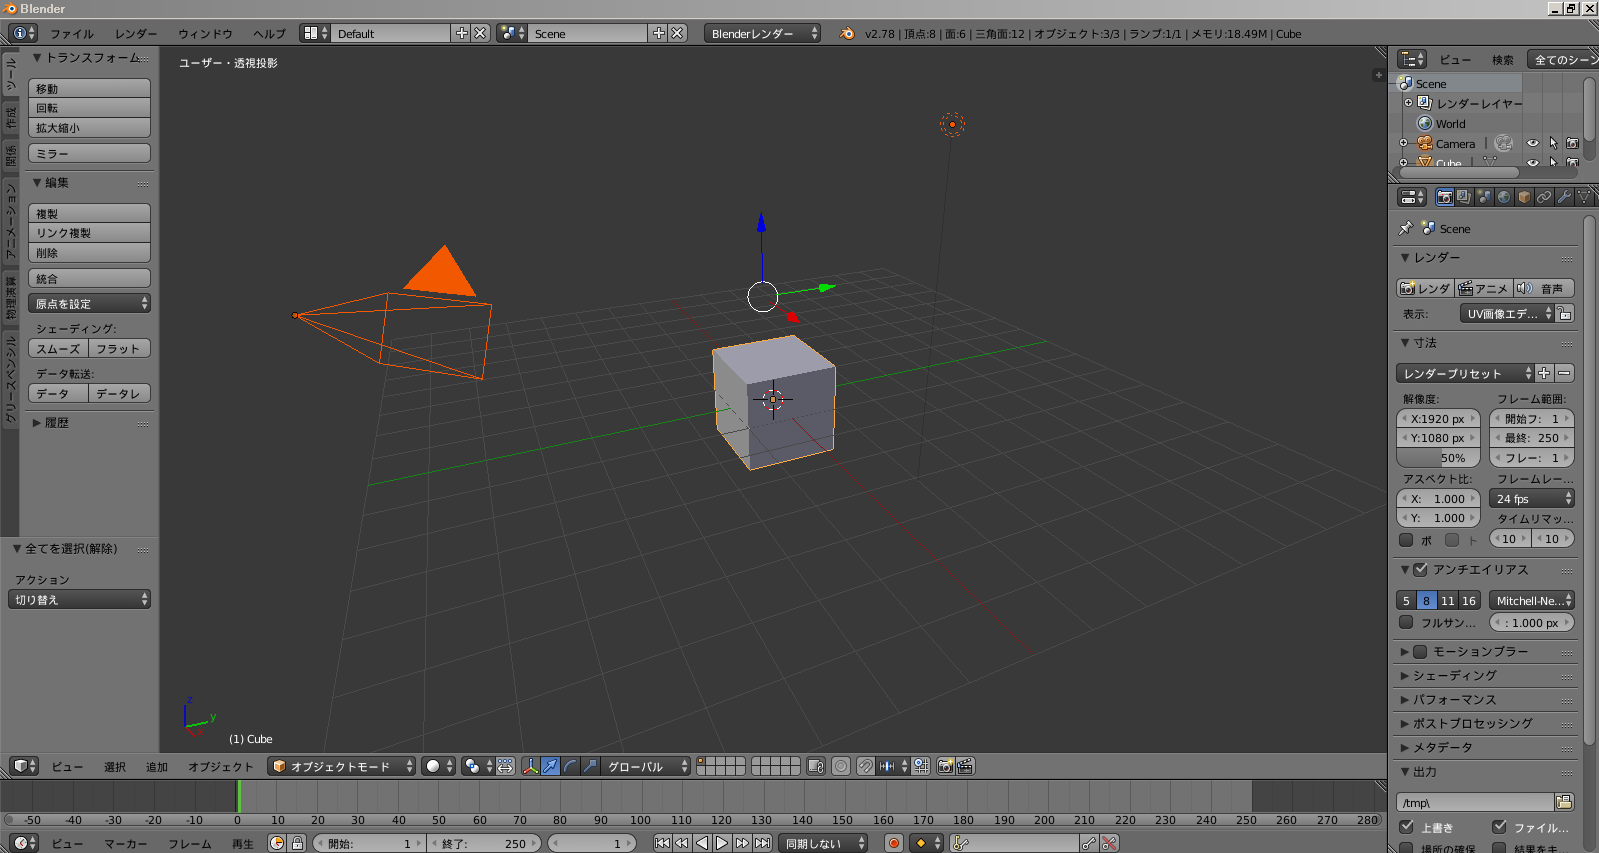 Blender
ファイル レンダー ウィンドウ ヘルプ Default Scene Blenderレンダー v2.78 | 頂点:8 | 面:6 | 三角面:12 | オブジェクト:3/3 | ランプ:1/1 | メモリ:18.49M | Cube
ツール
作成
関係
アニメーション
物理演算
グリースペンシル
トランスフォーム
移動
回転
拡大縮小
ミラー
編集
複製
リンク複製
削除
統合
原点を設定
シェーディング:
スムーズ フラット
データ転送:
データ データレ
履歴
全てを選択(解除)
アクション
切り替え
ユーザー・透視投影
z
y
x
(1) Cube
ビュー 選択 追加 オブジェクト オブジェクトモード グローバル
-50 -40 -30 -20 -10 0 10 20 30 40 50 60 70 80 90 100 110 120 130 140 150 160 170 180 190 200 210 220 230 240 250 260 270 280
ビュー マーカー フレーム 再生 開始: 1 終了: 250 1 同期しない
ビュー 検索 全てのシーン
Scene
レンダーレイヤー
World
Camera
Cube
Scene
レンダー
レンダ アニメ 音声
表示: UV画像エデ...
寸法
レンダープリセット
解像度: フレーム範囲:
X:1920 px 開始フ: 1
Y:1080 px 最終: 250
50% フレー: 1
アスペクト比: フレームレー...
X: 1.000 24 fps
Y: 1.000 タイムリマッ...
ボ ト 10 10
アンチエイリアス
5 8 11 16 Mitchell-Ne...
フルサン... : 1.000 px
モーションブラー
シェーディング
パフォーマンス
ポストプロセッシング
メタデータ
出力
/tmp\
上書き ファイル...
場所の確保 結果をキ...